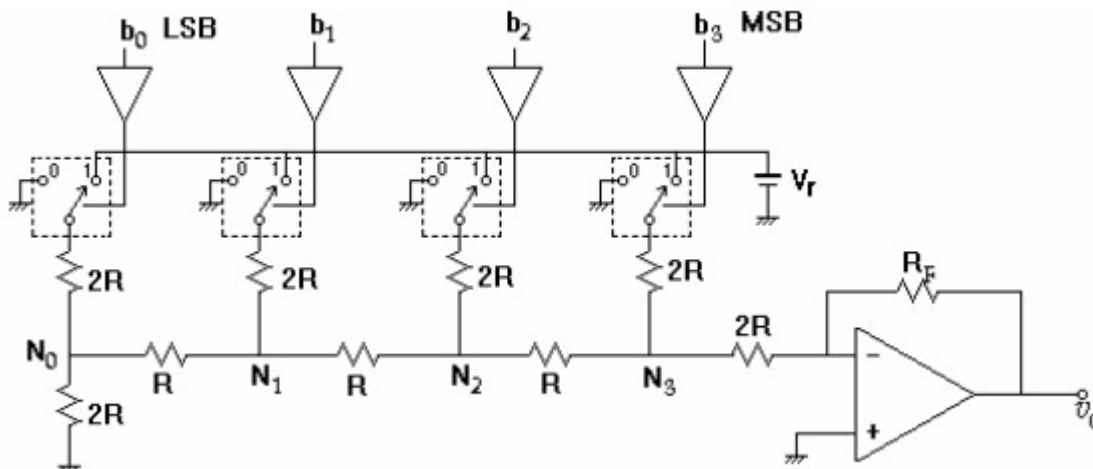 b₀ LSB b₁ b₂ b₃ MSB
0 1 0 1 0 1 0 1
Vᵣ
2R 2R 2R 2R
R_F
2R
N₀ R N₁ R N₂ R N₃
−
2R
+
v₀